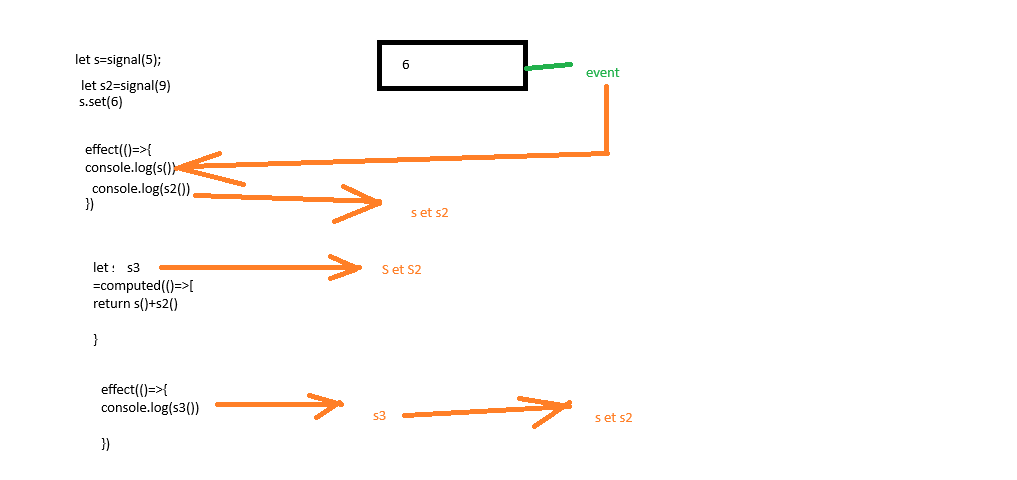 let s=signal(5);
6
event
let s2=signal(9)
s.set(6)
effect(()=>{
console.log(s())
console.log(s2())
})
s et s2
let : s3
S et S2
=computed(()=>[
return s()+s2()
}
effect(()=>{
console.log(s3())
s3
s et s2
})